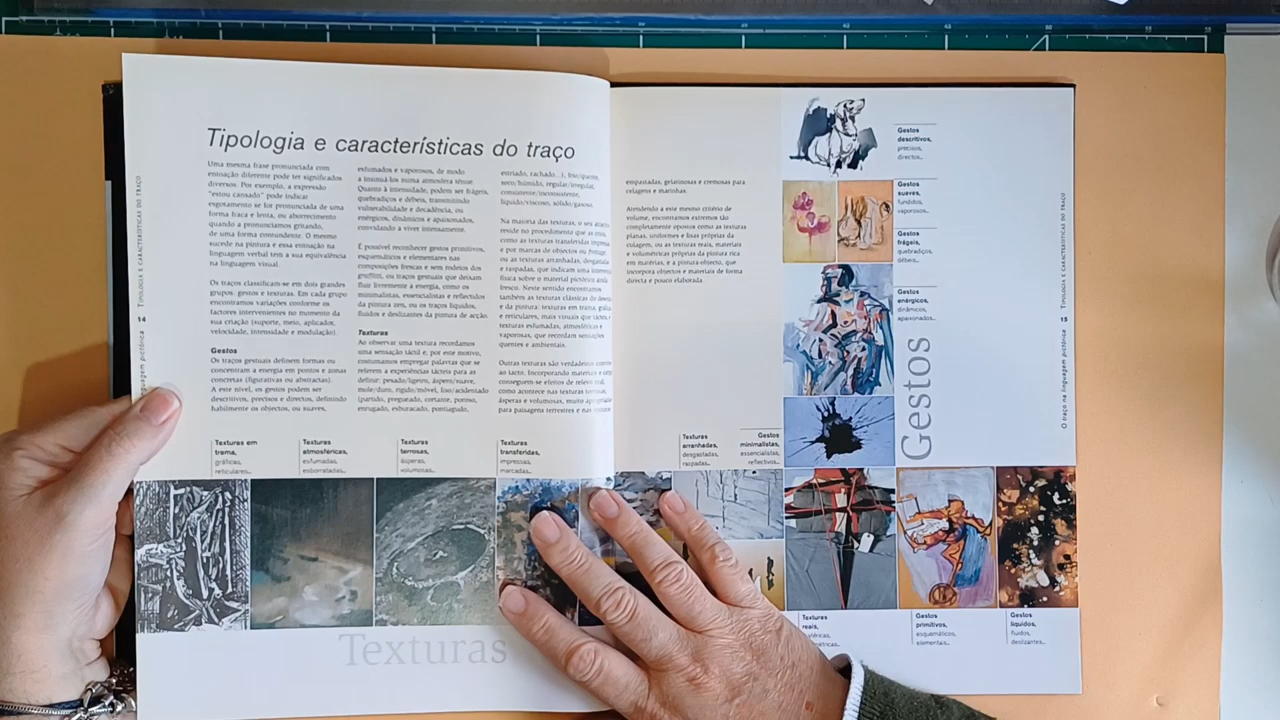 Tipologia e características do traço
Uma mesma frase pronunciada com
entoação diferente pode ter significados
diversos. Por exemplo, a expressão
"estou cansado" pode indicar
esgotamento se for pronunciada de uma
forma fraca e lenta, ou aborrecimento
quando a pronunciamos gritando,
de uma forma contundente. O mesmo
sucede na pintura e essa entoação na
linguagem verbal tem a sua equivalência
na linguagem visual.
Os traços classificam-se em dois grandes
grupos: gestos e texturas. Em cada grupo
encontramos variações conforme os
factores intervenientes no momento da
sua criação (suporte, meio, aplicador,
velocidade, intensidade e modulação).
Gestos
Os traços gestuais definem formas ou
concentram a energia em pontos e zonas
concretas (figurativas ou abstractas).
A este nível, os gestos podem ser
descritivos, precisos e directos, definindo
habilmente os objectos, ou suaves,
esfumados e vaporosos, de modo
a insinuá-los numa atmosfera ténue.
Quanto à intensidade, podem ser frágeis,
quebradiços e débeis, transmitindo
vulnerabilidade e decadência, ou
enérgicos, dinâmicos e apaixonados,
convidando a viver intensamente.
É possível reconhecer gestos primitivos,
esquemáticos e elementares nas
composições frescas e sem rodeios dos
graffiti, ou traços gestuais que deixam
fluir livremente a energia, como os
minimalistas, essencialistas e reflectidos
da pintura zen, ou os traços líquidos,
fluidos e deslizantes da pintura de acção.
Texturas
Ao observar uma textura recordamos
uma sensação táctil e, por este motivo,
costumamos empregar palavras que se
referem a experiências tácteis para as
definir: pesado/ligeiro, áspero/suave,
mole/duro, rígido/móvel, liso/acidentado
(partido, pregueado, cortante, poroso,
enrugado, esburacado, pontiagudo,
estriado, rachado...), frio/quente,
seco/húmido, regular/irregular,
consistente/inconsistente,
líquido/viscoso, sólido/gasoso.
Na maioria das texturas, o seu
reside no procedimento que as
como as texturas transferidas
e por marcas de objectos ou
ou as texturas arranhadas,
e raspadas, que indicam uma
física sobre o material pictórico ainda
fresco. Neste sentido encontramos
também as texturas clássicas do
e da pintura: texturas em trama,
e reticulares, mais visuais que tácteis,
texturas esfumadas, atmosféricas e
vaporosas, que recordam sensações
quentes e ambientais.
Outras texturas são verdadeiros
ao tacto. Incorporando materiais e
conseguem-se efeitos de relevo real,
como acontece nas texturas terrosas,
ásperas e volumosas, muito
para paisagens terrestres e nas
empastadas, gelatinosas e cremosas para
celagens e marinhas.
Atendendo a este mesmo critério de
volume, encontramos extremos tão
completamente opostos como as texturas
planas, uniformes e lisas próprias da
colagem, ou as texturas reais, materiais
e volumétricas próprias da pintura rica
em matérias, e a pintura objecto, que
incorpora objectos e materiais de forma
directa e pouco elaborada.
Gestos
descritivos,
precisos,
directos...
Gestos
suaves,
fundidos,
vaporosos...
Gestos
frágeis,
quebradiços,
débeis...
Gestos
enérgicos,
dinâmicos,
apaixonados...
Gestos
Texturas em
trama,
gráficas,
reticulares...
Texturas
atmosféricas,
esfumadas,
esborratadas...
Texturas
terrosas,
ásperas,
volumosas...
Texturas
transferidas,
impressas,
marcadas...
Texturas
arranhadas,
desgastadas,
raspadas...
Gestos
minimalistas,
essencialistas,
reflectivos...
Texturas
reais,
Gestos
primitivos,
esquemáticos,
elementais...
Gestos
líquidos,
fluidos,
deslizantes...
Texturas
Tipologia e características do traço
14
linguagem pictórica
Tipologia e características do traço
15
O traço na linguagem pictórica